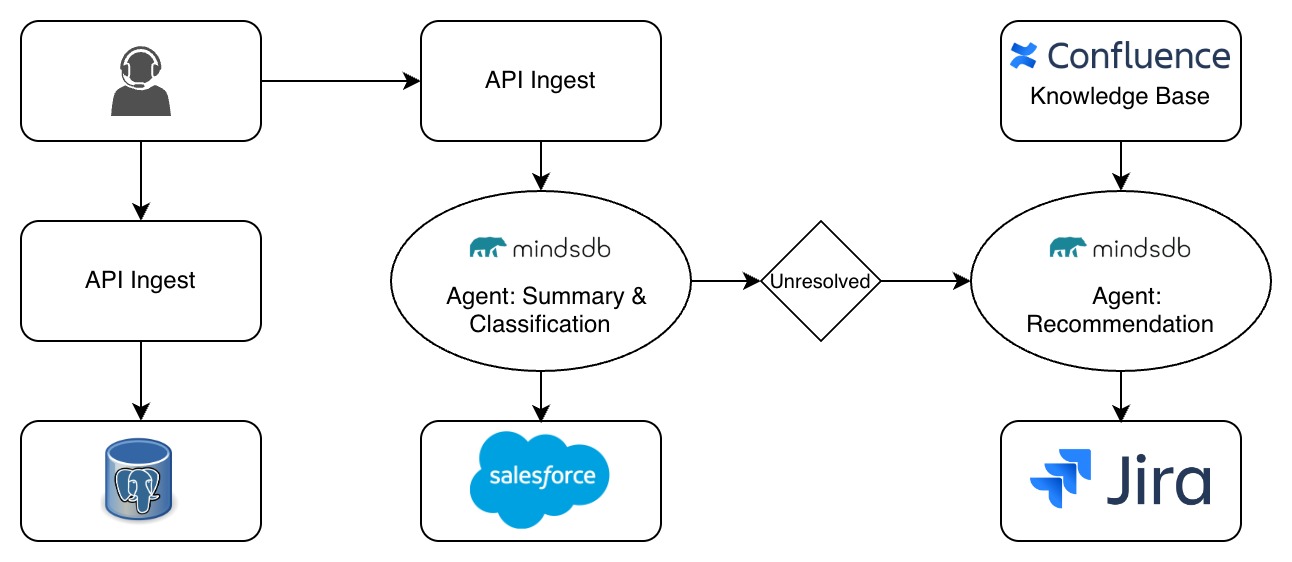 API Ingest
Confluence
Knowledge Base
API Ingest
mindsdb
Agent: Summary &
Classification
Unresolved
mindsdb
Agent:
Recommendation
salesforce
Jira